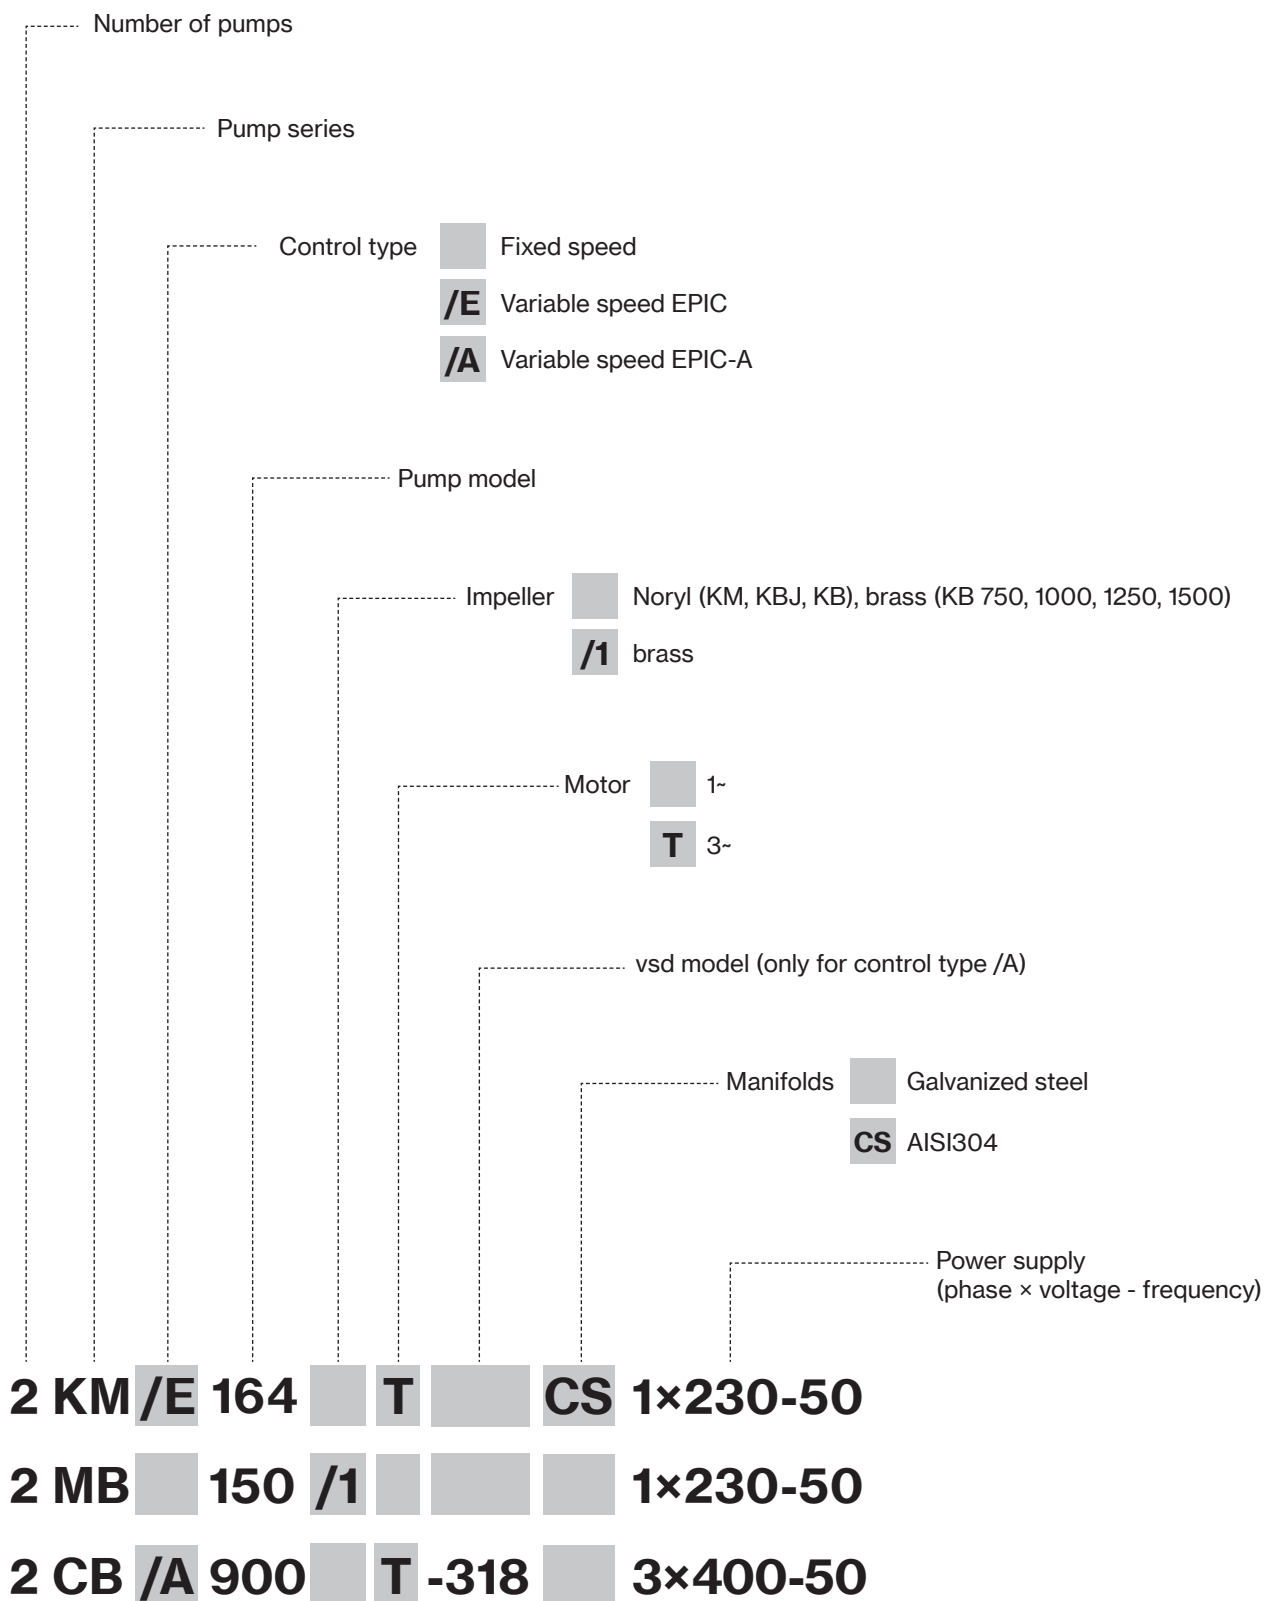 Number of pumps
Pump series
Control type Fixed speed
/E Variable speed EPIC
/A Variable speed EPIC-A
Pump model
Impeller Noryl (KM, KBJ, KB), brass (KB 750, 1000, 1250, 1500)
/1 brass
Motor 1~
T 3~
vsd model (only for control type /A)
Manifolds Galvanized steel
CS AISI304
Power supply
(phase × voltage - frequency)
2 KM /E 164 T CS 1×230-50
2 MB 150 /1 1×230-50
2 CB /A 900 T -318 3×400-50